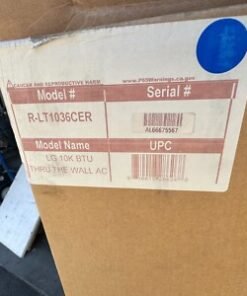 CANCER AND REPRODUCTIVE HARM www.P65Warnings.ca.gov
Model # Serial #
R-LT1036CER
AL66675567
Model Name UPC
LG 10K BTU
THRU THE WALL AC